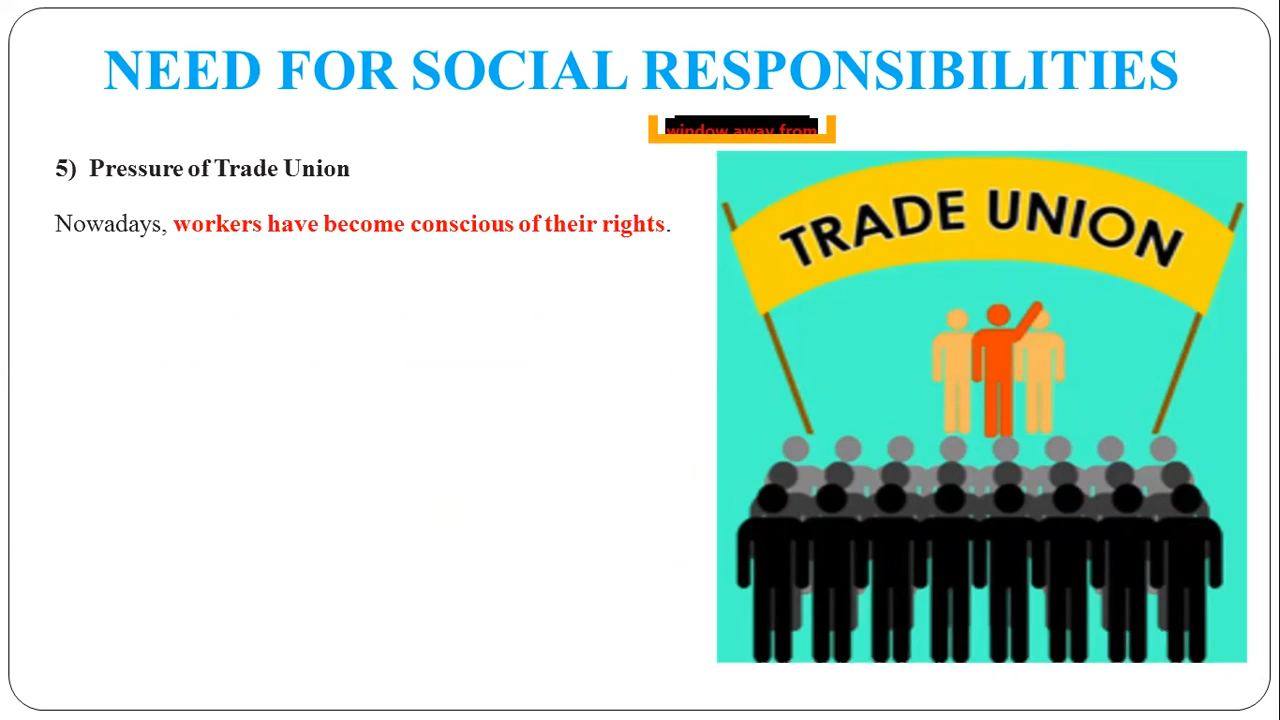 NEED FOR SOCIAL RESPONSIBILITIES
window away from
5) Pressure of Trade Union
Nowadays, workers have become conscious of their rights.
TRADE UNION